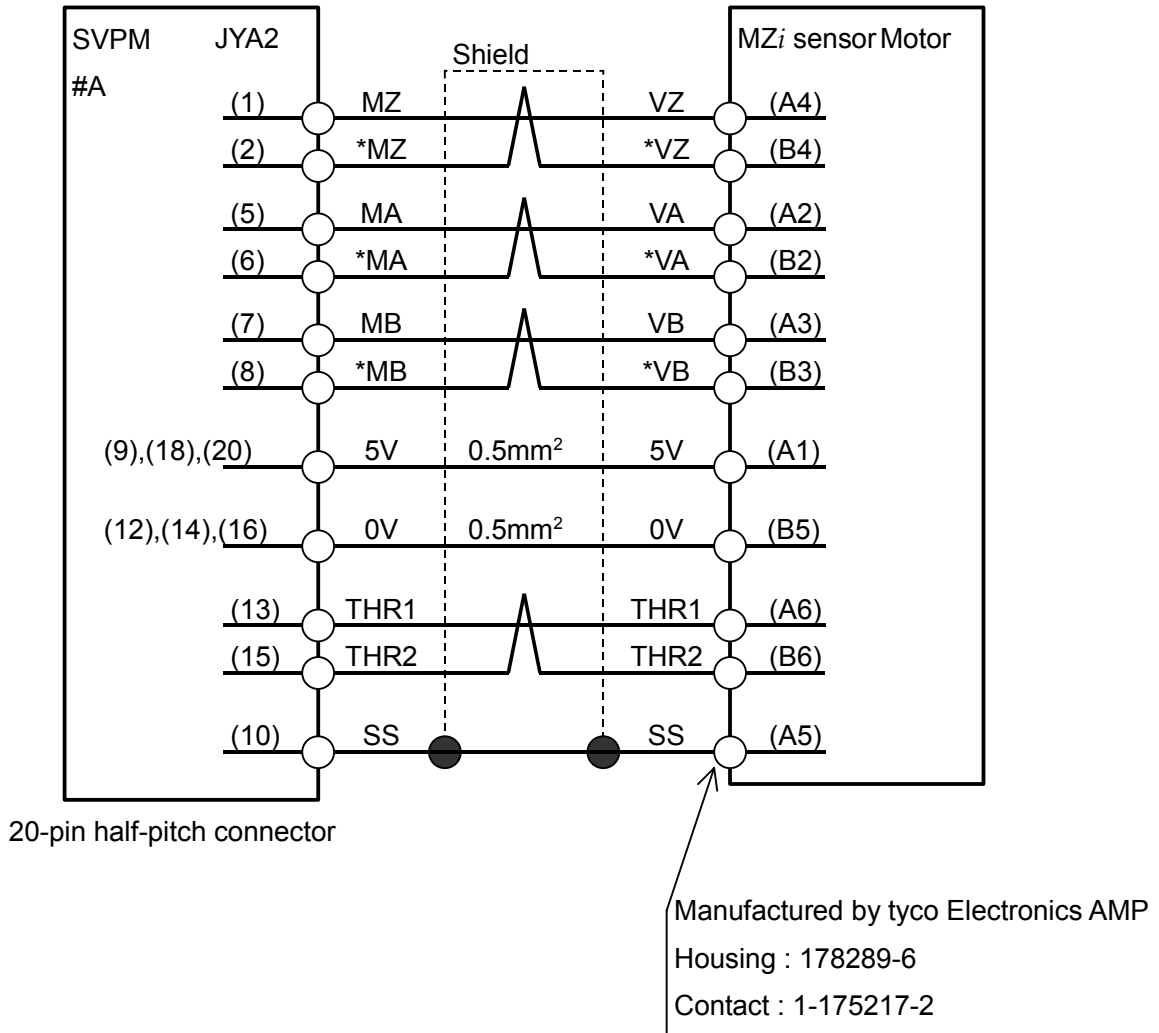 SVPM JYA2 MZi sensor Motor
#A
Shield
(1) MZ VZ (A4)
(2) *MZ *VZ (B4)
(5) MA VA (A2)
(6) *MA *VA (B2)
(7) MB VB (A3)
(8) *MB *VB (B3)
(9),(18),(20) 5V 0.5mm² 5V (A1)
(12),(14),(16) 0V 0.5mm² 0V (B5)
(13) THR1 THR1 (A6)
(15) THR2 THR2 (B6)
(10) SS SS (A5)
20-pin half-pitch connector
Manufactured by tyco Electronics AMP
Housing : 178289-6
Contact : 1-175217-2